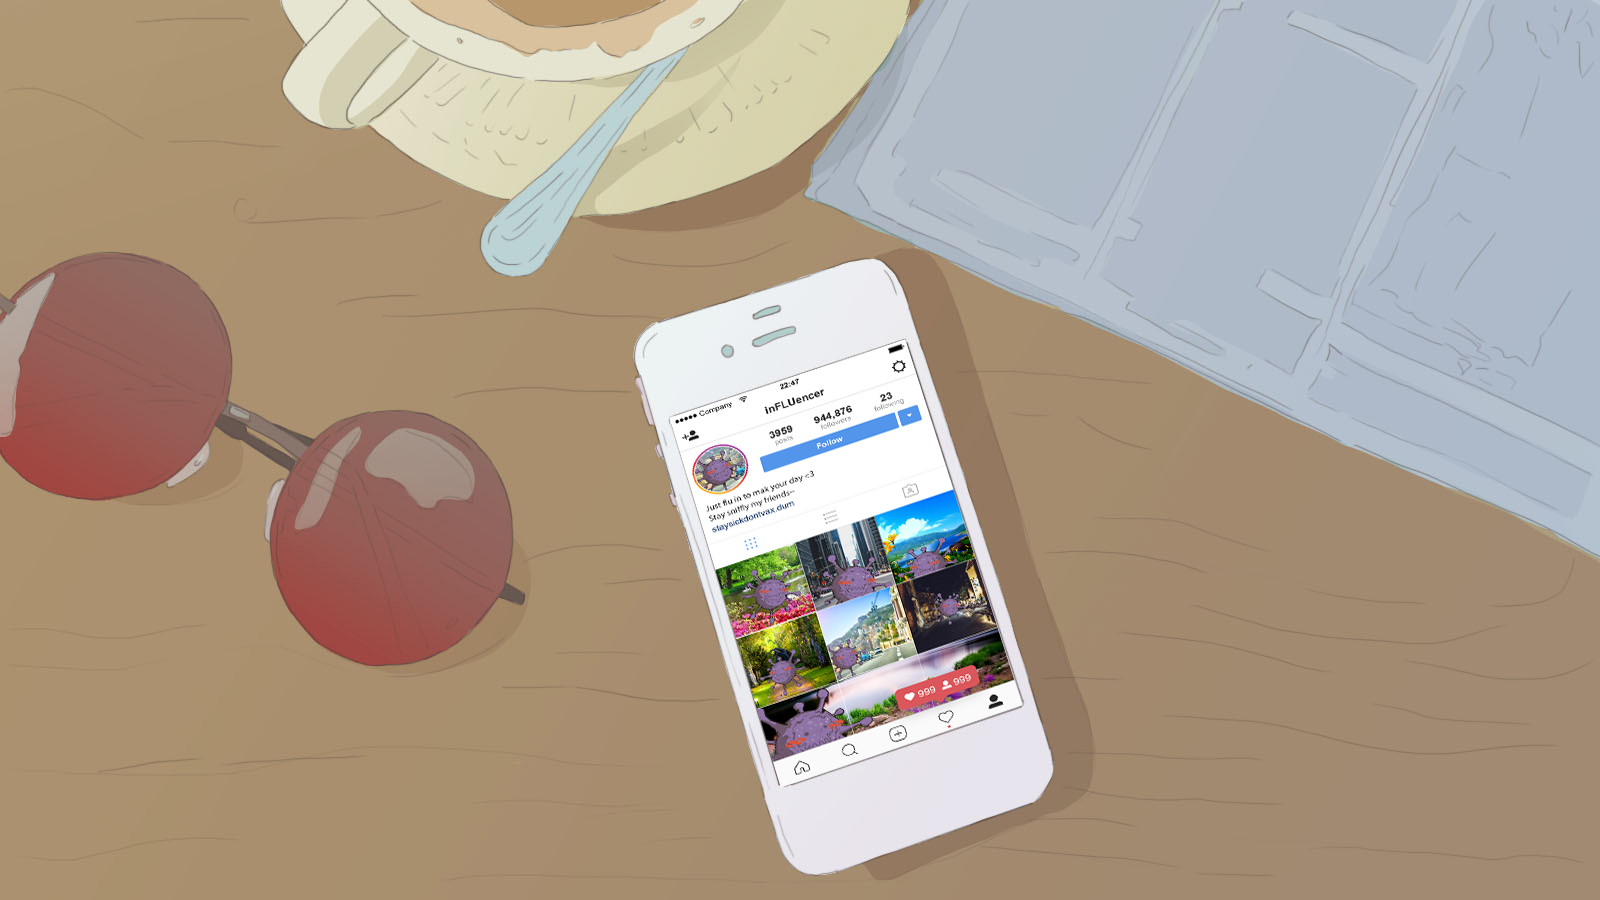 ●●●●● Company 22:47
inFLUencer
3959 944,876 23
posts followers following
Follow
Just flu in to mak your day <3
Stay sniffly my friends~
staysickdontvax.dum
999 999